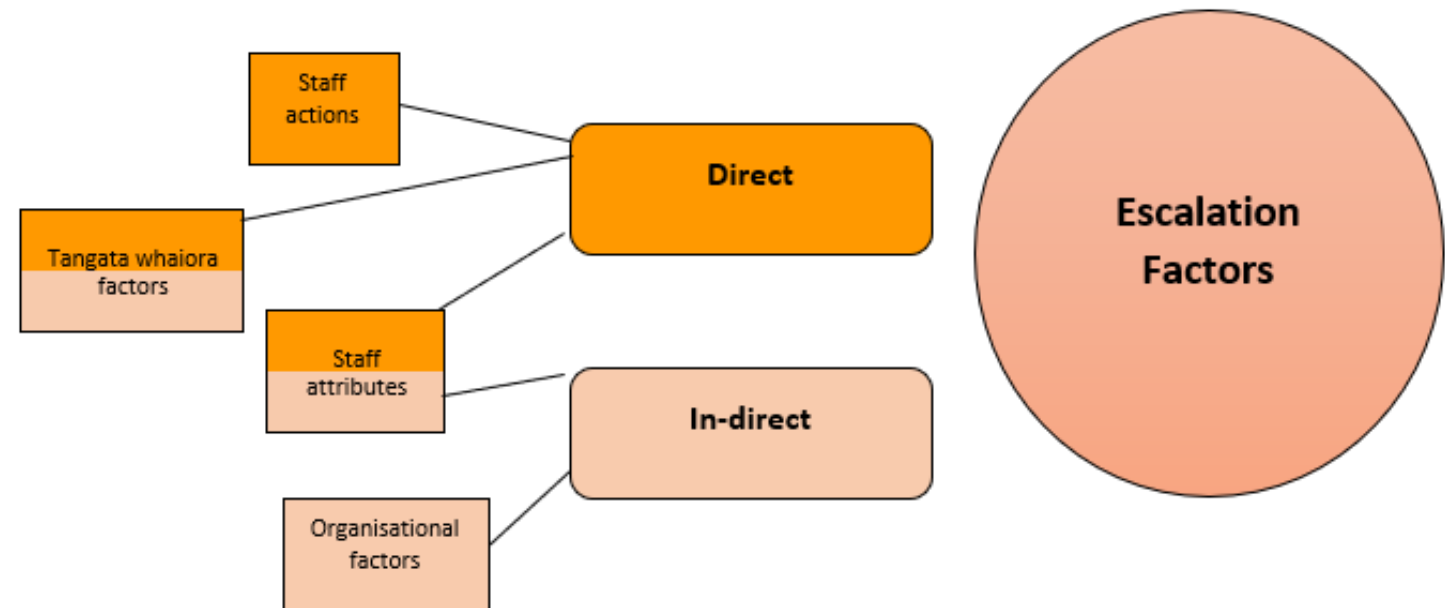 Staff
actions
Direct
Escalation
Factors
Tangata whaiora
factors
Staff
attributes
In-direct
Organisational
factors